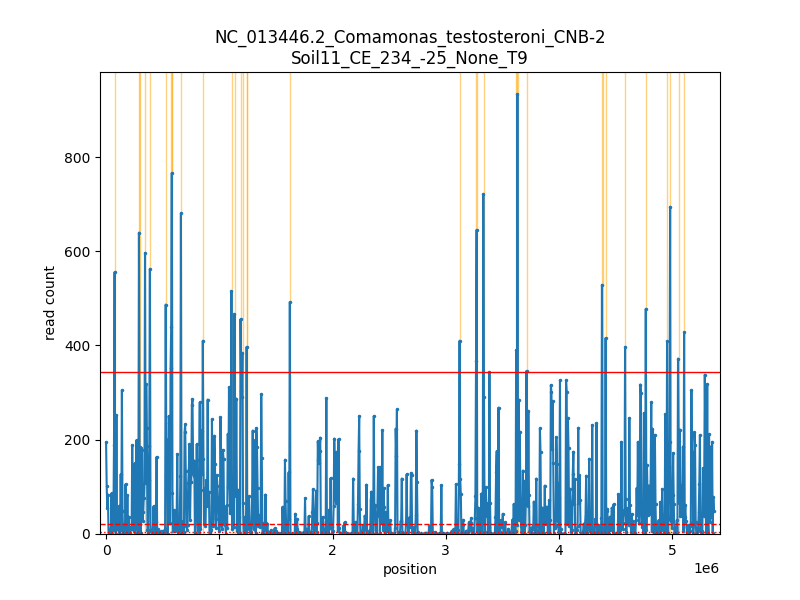 NC_013446.2_Comamonas_testosteroni_CNB-2
Soil11_CE_234_-25_None_T9
800
600
400
200
0
read count
0 1 2 3 4 5
1e6
position